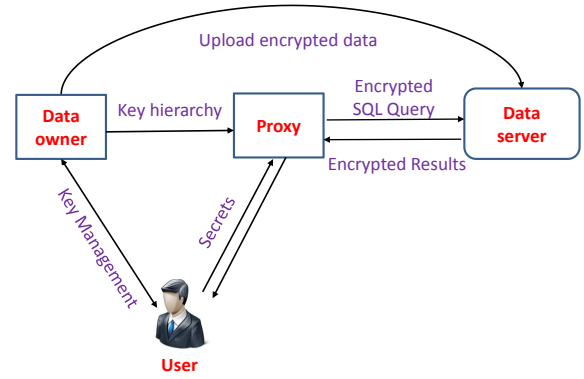 Upload encrypted data
Data
owner
Key hierarchy
Proxy
Encrypted
SQL Query
Data
server
Encrypted Results
Key Management
Secrets
User